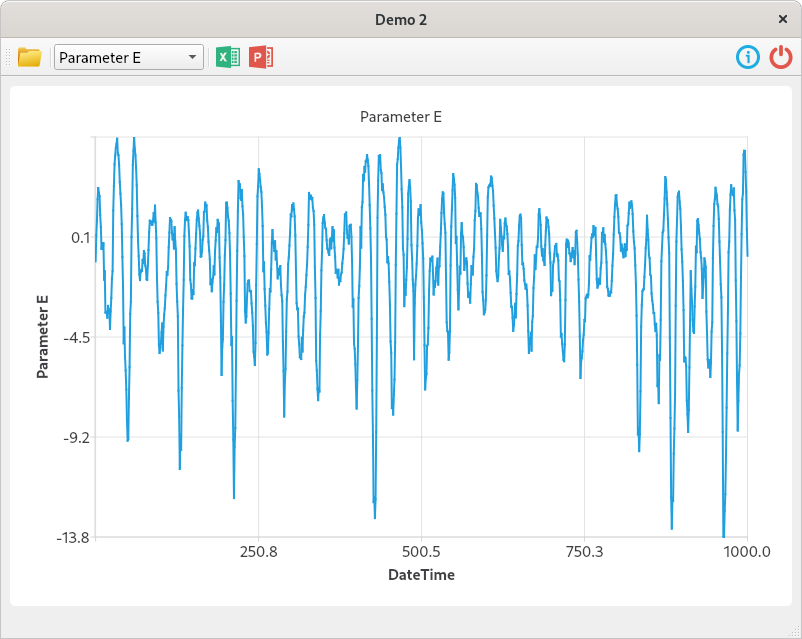 Demo 2
Parameter E
X
P
Parameter E
0.1
-4.5
-9.2
-13.8
Parameter E
250.8
500.5
750.3
1000.0
DateTime